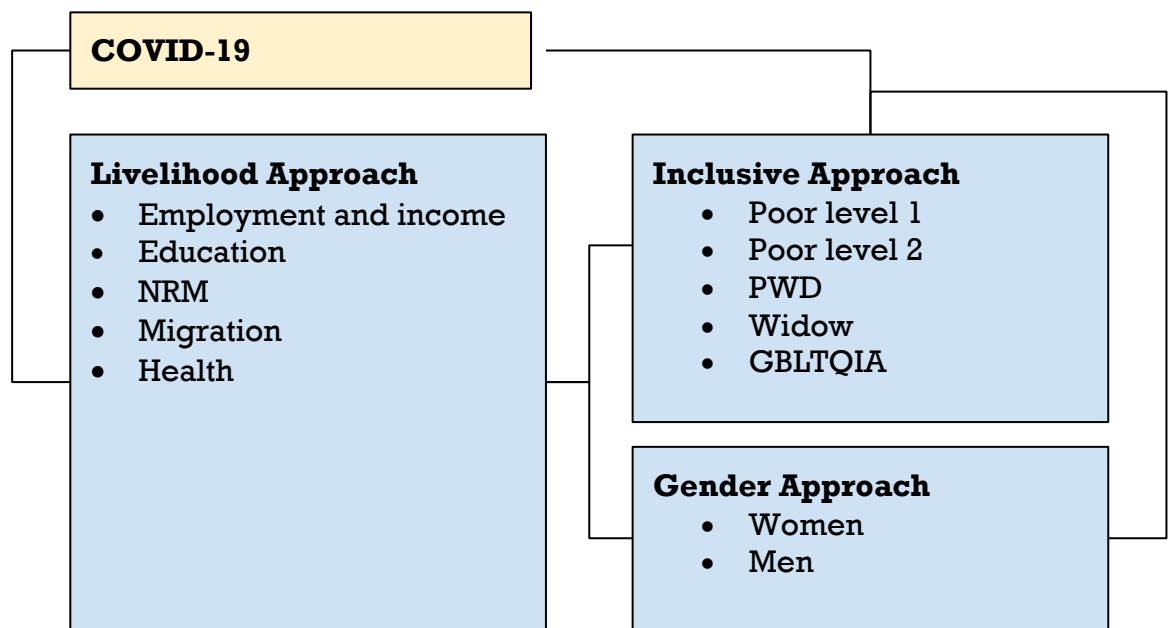 COVID-19
Livelihood Approach
• Employment and income
• Education
• NRM
• Migration
• Health
Inclusive Approach
• Poor level 1
• Poor level 2
• PWD
• Widow
• GBLTQIA
Gender Approach
• Women
• Men